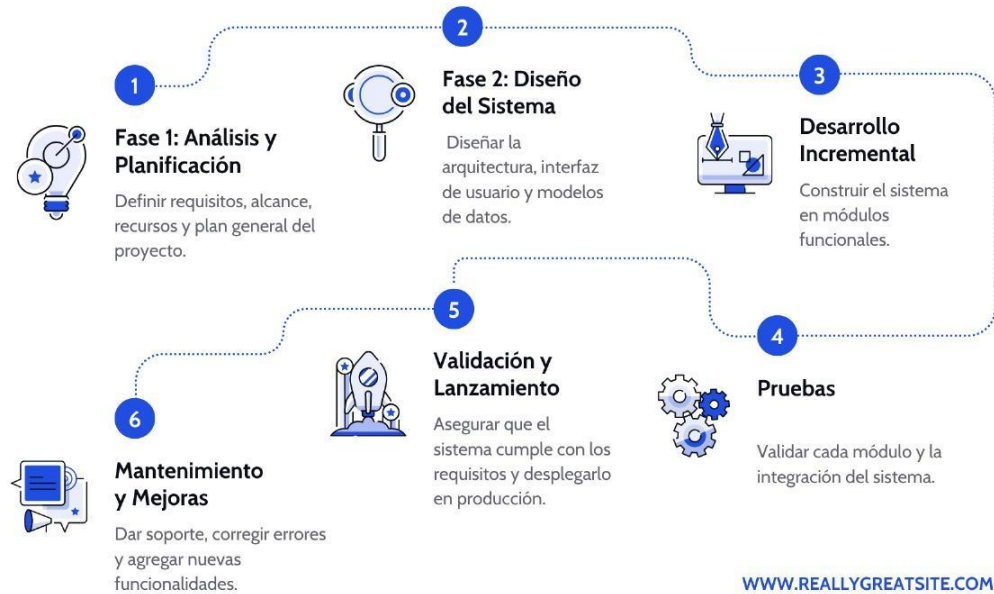 1
Fase 1: Análisis y
Planificación
Definir requisitos, alcance,
recursos y plan general del
proyecto.
2
Fase 2: Diseño
del Sistema
Diseñar la
arquitectura, interfaz
de usuario y modelos
de datos.
3
Desarrollo
Incremental
Construir el sistema
en módulos
funcionales.
4
Pruebas
Validar cada módulo y la
integración del sistema.
5
Validación y
Lanzamiento
Asegurar que el
sistema cumple con los
requisitos y desplegarlo
en producción.
6
Mantenimiento
y Mejoras
Dar soporte, corregir errores
y agregar nuevas
funcionalidades.
WWW.REALLYGREATSITE.COM